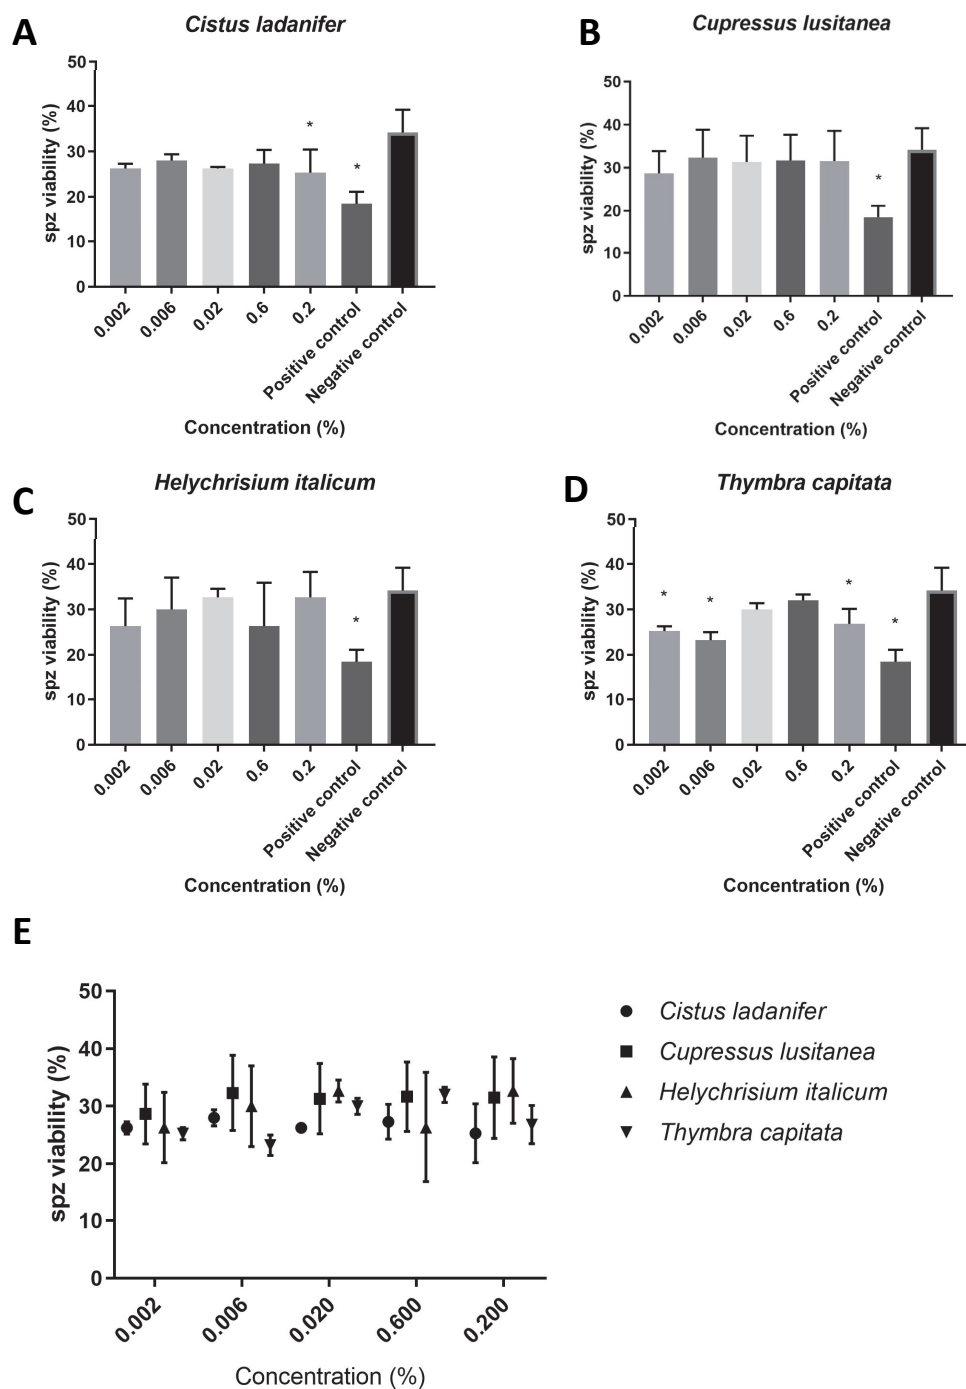 A
Cistus ladanifer
spz viability (%)
50
40
30
20
10
0
*
*
0.002
0.006
0.02
0.6
0.2
Positive control
Negative control
Concentration (%)
B
Cupressus lusitanea
spz viability (%)
50
40
30
20
10
0
*
0.002
0.006
0.02
0.6
0.2
Positive control
Negative control
Concentration (%)
C
Helychrisium italicum
spz viability (%)
50
40
30
20
10
0
*
0.002
0.006
0.02
0.6
0.2
Positive control
Negative control
Concentration (%)
D
Thymbra capitata
spz viability (%)
50
40
30
20
10
0
*
*
*
*
0.002
0.006
0.02
0.6
0.2
Positive control
Negative control
Concentration (%)
E
spz viability (%)
50
40
30
20
10
0
0.002
0.006
0.020
0.600
0.200
Concentration (%)
Cistus ladanifer
Cupressus lusitanea
Helychrisium italicum
Thymbra capitata